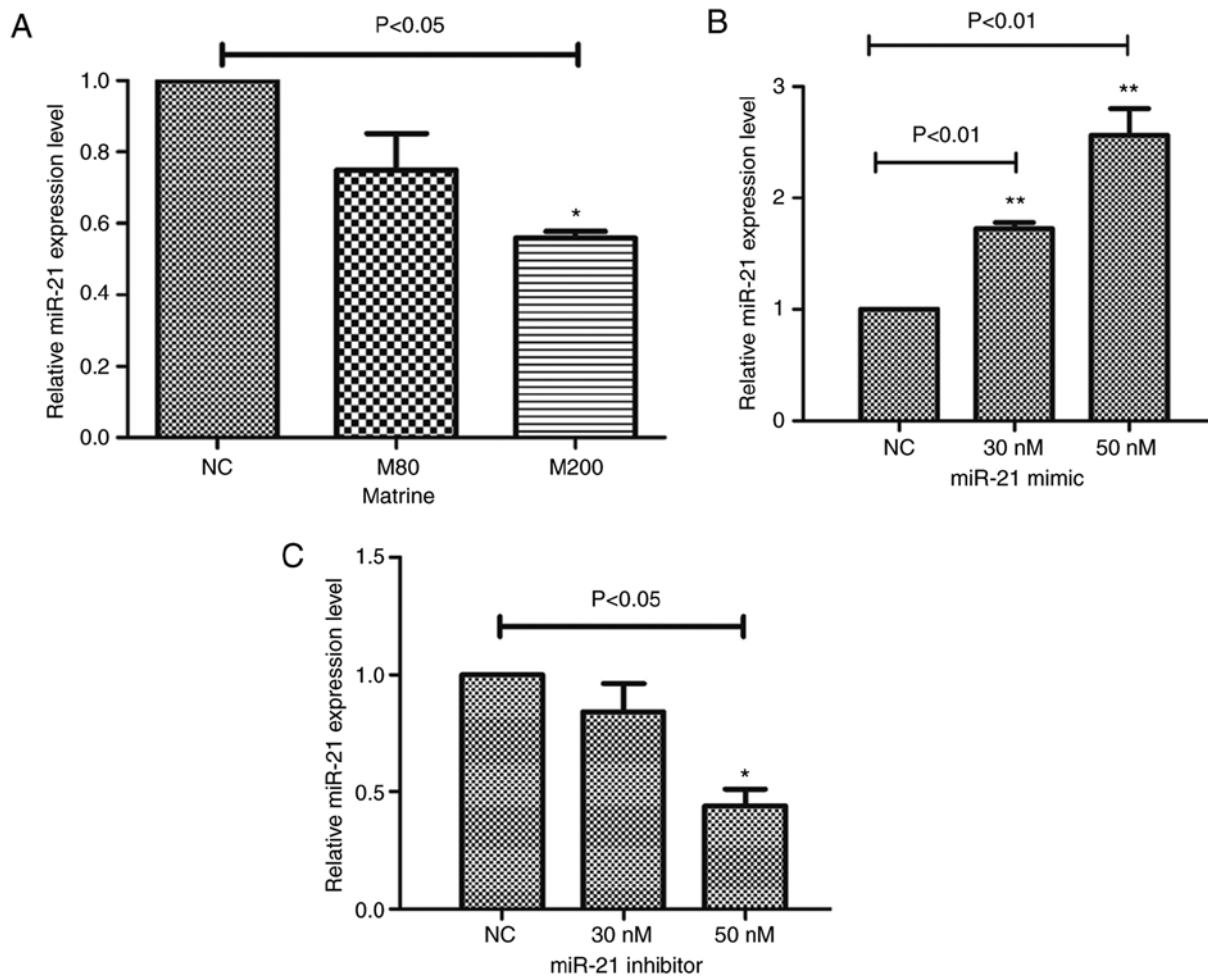 A
P<0.05
Relative miR-21 expression level
1.0
0.8
0.6
0.4
0.2
0.0
*
NC M80 M200
Matrine
B
P<0.01
P<0.01
Relative miR-21 expression level
3
2
1
0
**
**
NC 30 nM 50 nM
miR-21 mimic
C
P<0.05
Relative miR-21 expression level
1.5
1.0
0.5
0.0
*
NC 30 nM 50 nM
miR-21 inhibitor